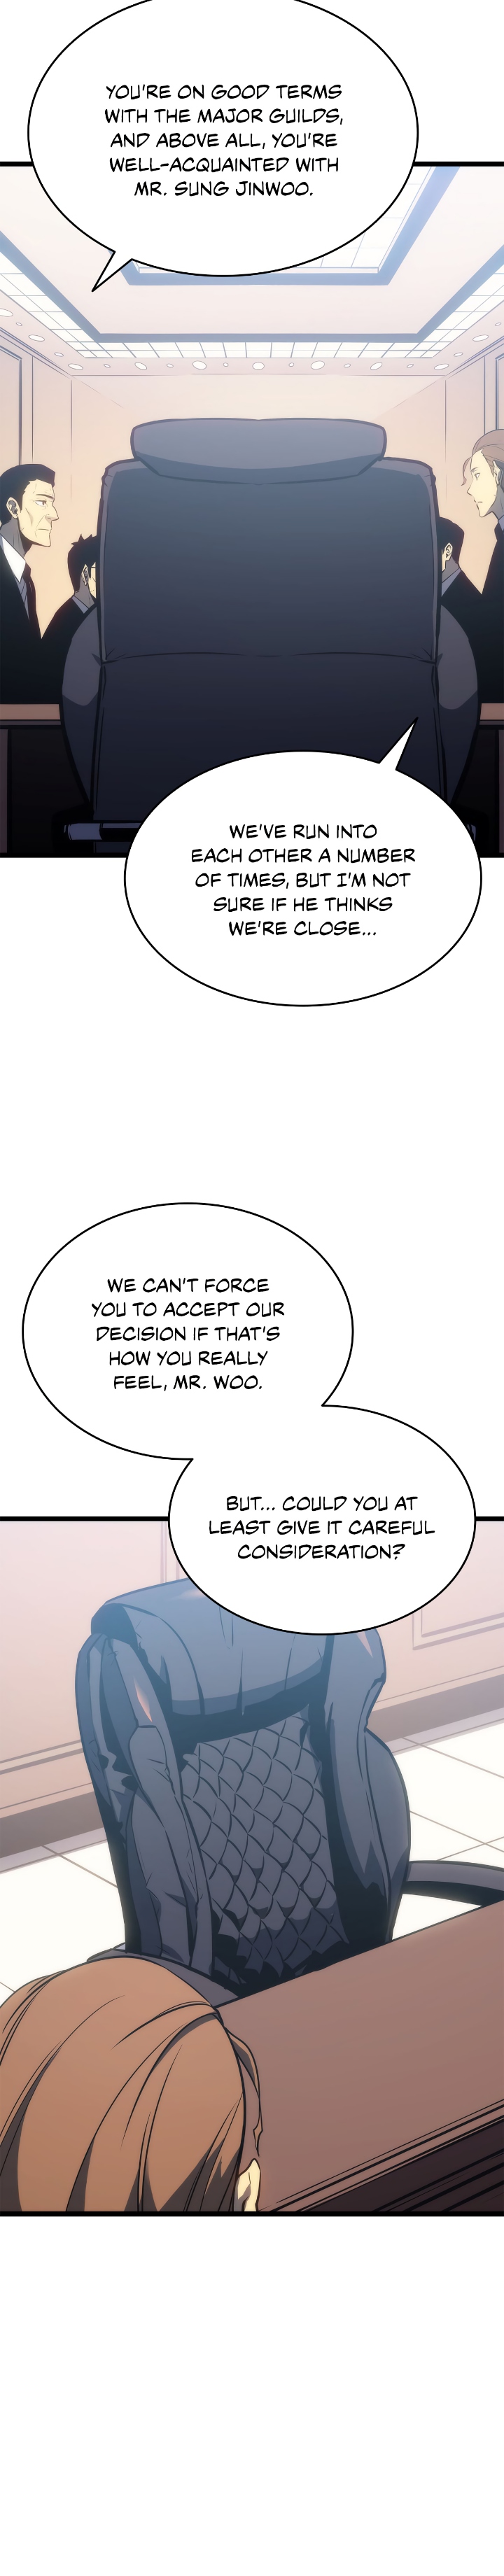 YOU'RE ON GOOD TERMS
WITH THE MAJOR GUILDS,
AND ABOVE ALL, YOU'RE
WELL-ACQUAINTED WITH
MR. SUNG JINWOO.
WE'VE RUN INTO
EACH OTHER A NUMBER
OF TIMES, BUT I'M NOT
SURE IF HE THINKS
WE'RE CLOSE...
WE CAN'T FORCE
YOU TO ACCEPT OUR
DECISION IF THAT'S
HOW YOU REALLY
FEEL, MR. WOO.
BUT... COULD YOU AT
LEAST GIVE IT CAREFUL
CONSIDERATION?